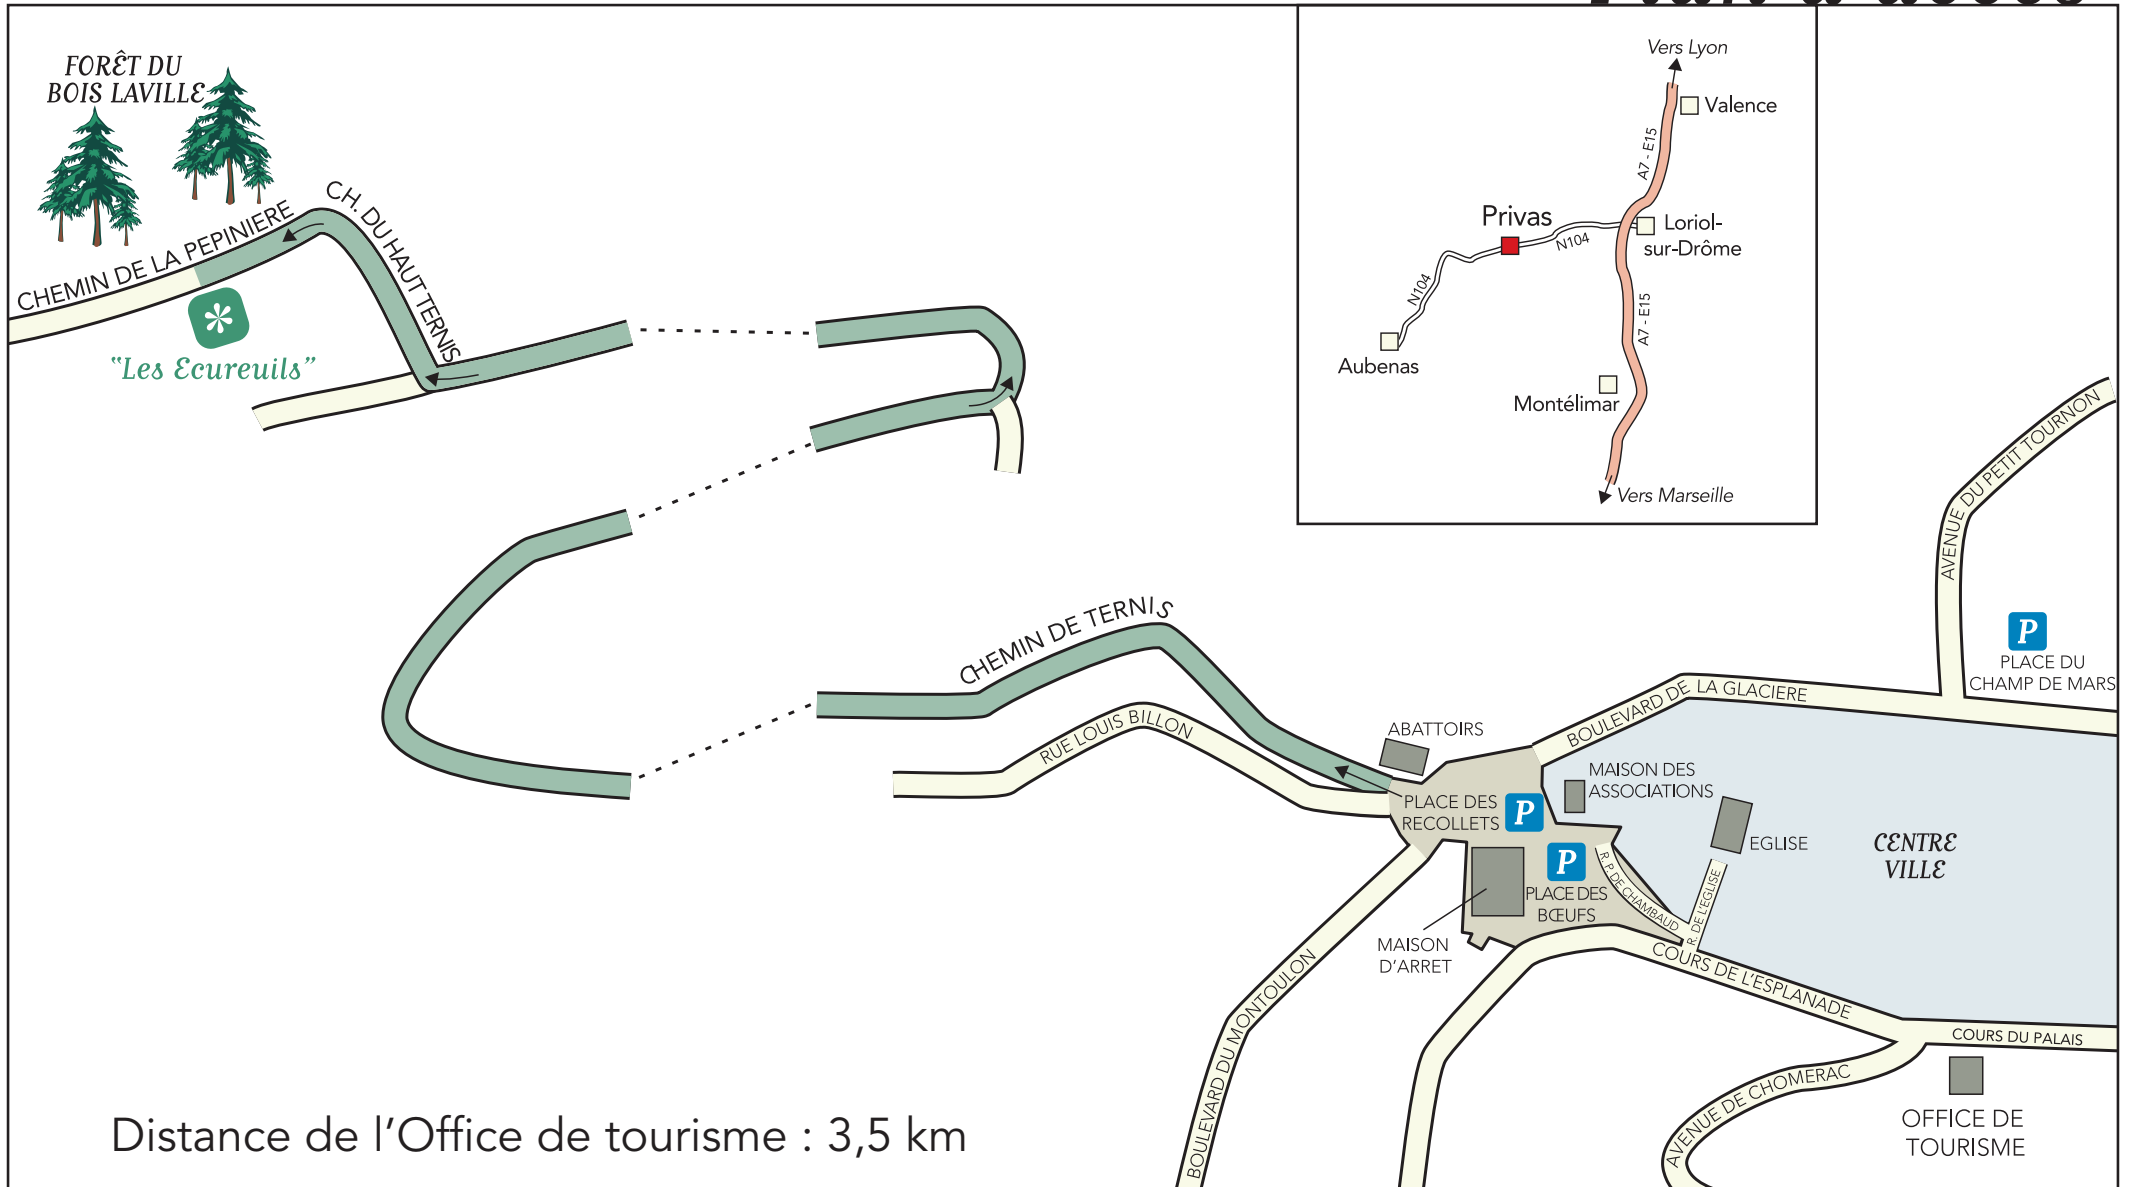 FORÊT DU
BOIS LAVILLE
CHEMIN DE LA PEPINIERE
CH. DU HAUT TERNIS
"Les Ecureuils"
Vers Lyon
Valence
A7 - E15
Privas
N104
Loriol-
sur-Drôme
N104
A7 - E15
Aubenas
Montélimar
Vers Marseille
AVENUE DU PETIT TOURNON
P
PLACE DU
CHAMP DE MARS
CHEMIN DE TERNIS
RUE LOUIS BILLON
ABATTOIRS
BOULEVARD DE LA GLACIERE
MAISON DES
ASSOCIATIONS
PLACE DES
RECOLLETS
P
EGLISE
CENTRE
VILLE
P
PLACE DES
BŒUFS
R. P. DE CHAMBAUD
R. DE L'EGLISE
MAISON
D'ARRET
COURS DE L'ESPLANADE
BOULEVARD DU MONTOULON
COURS DU PALAIS
AVENUE DE CHOMERAC
OFFICE DE
TOURISME
Distance de l'Office de tourisme : 3,5 km